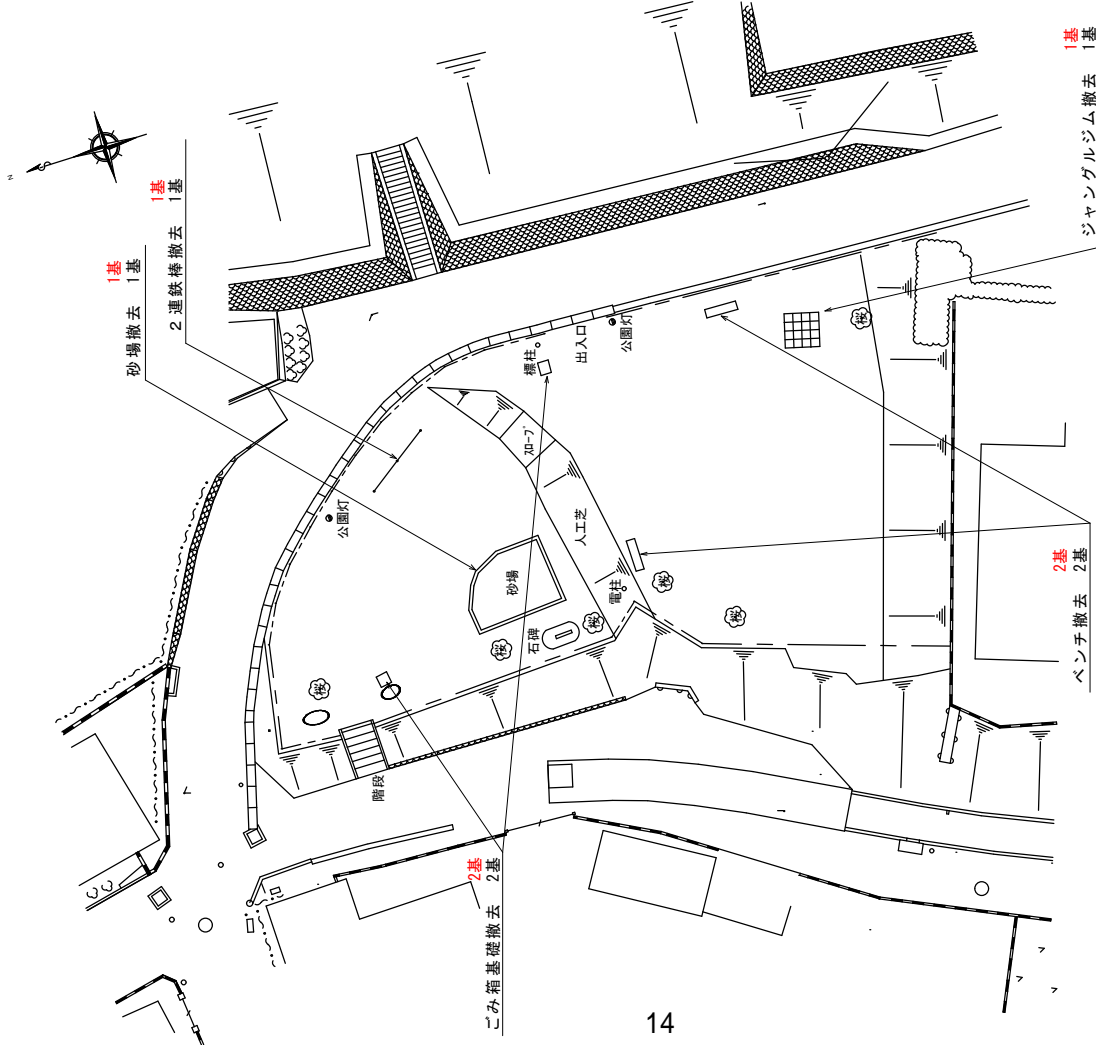 N
S
1基
砂場撤去 1基
1基
2連鉄棒撤去 1基
1基
ジャングルジム撤去 1基
標柱
出入口
公園灯
桜
スロープ
公園灯
人工芝
砂場
電柱
桜
桜
石碑
桜
桜
桜
階段
2基
ベンチ撤去 2基
2基
ごみ箱基礎撤去 2基
14